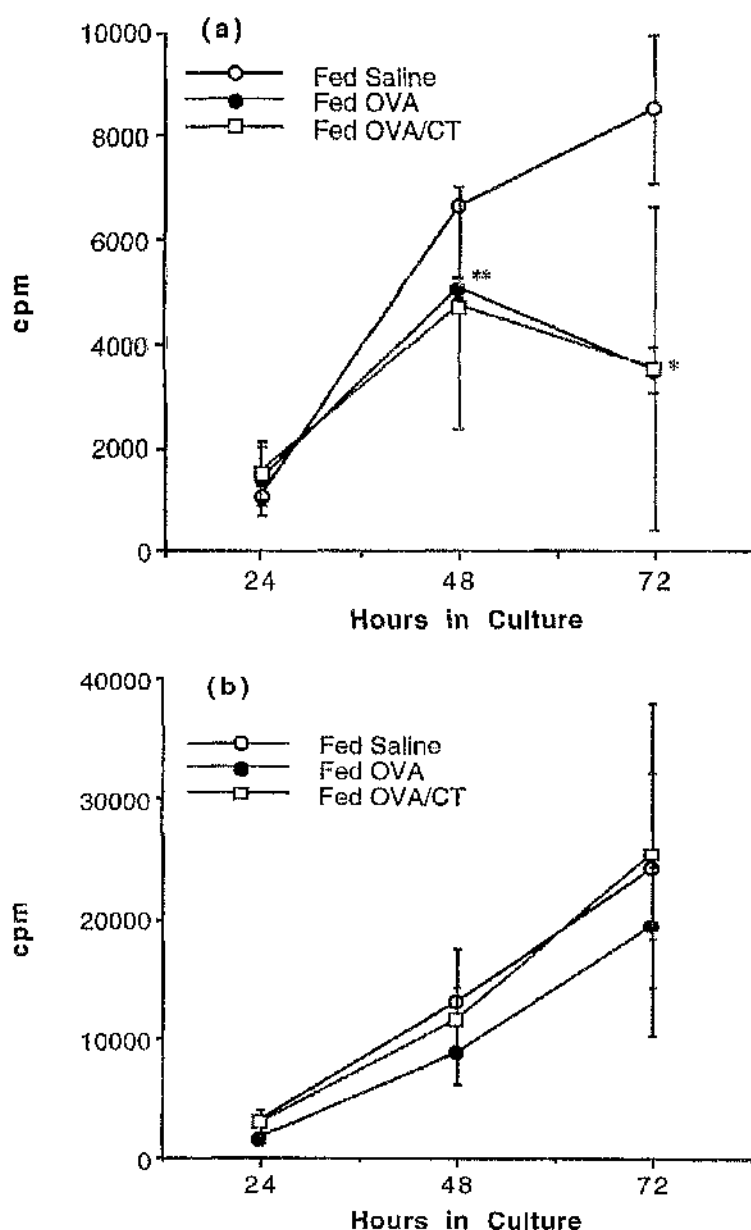 (a)
10000
8000
6000
4000
2000
0
cpm
Fed Saline
Fed OVA
Fed OVA/CT
**
*
24 48 72
Hours in Culture
(b)
40000
30000
20000
10000
0
cpm
Fed Saline
Fed OVA
Fed OVA/CT
24 48 72
Hours in Culture